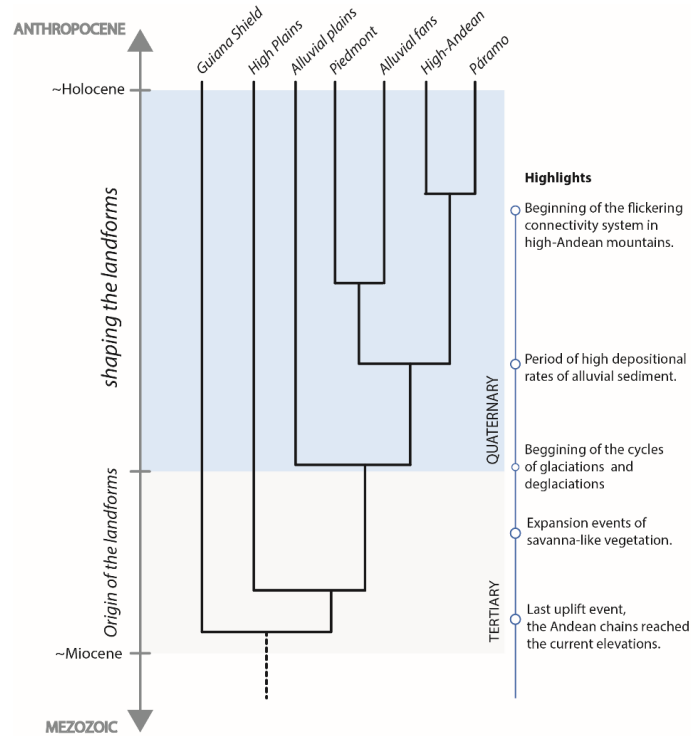 ANTHROPOCENE
Guiana Shield
High Plains
Alluvial plains
Piedmont
Alluvial fans
High-Andean
Páramo
~Holocene
shaping the landforms
Highlights
Beginning of the flickering
connectivity system in
high-Andean mountains.
Period of high depositional
rates of alluvial sediment.
QUATERNARY
Beggining of the cycles
of glaciations and
deglaciations
Origin of the landforms
Expansion events of
savanna-like vegetation.
TERTIARY
Last uplift event,
the Andean chains reached
the current elevations.
~Miocene
MEZOZOIC